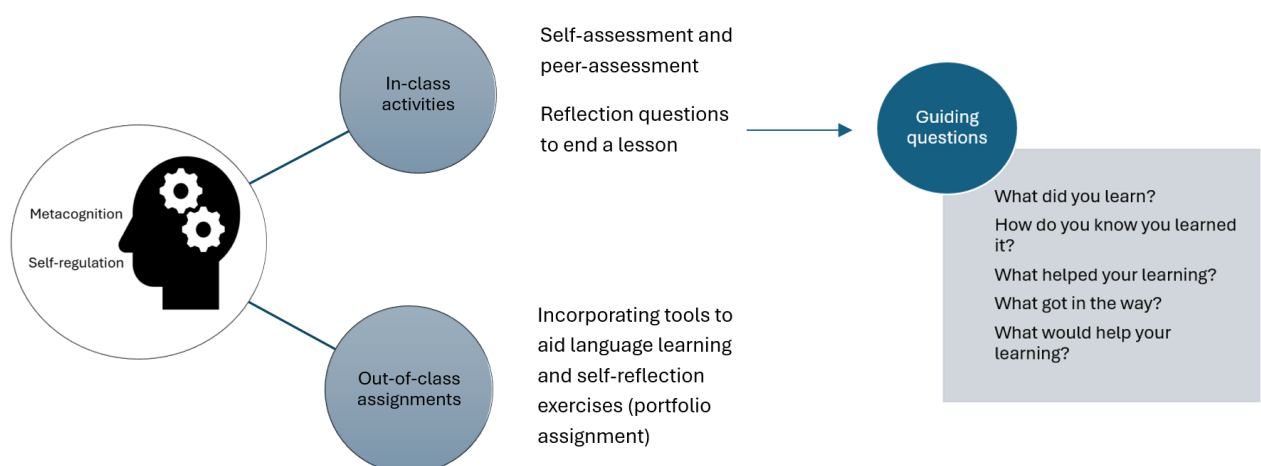 Metacognition
Self-regulation
In-class
activities
Self-assessment and
peer-assessment
Reflection questions
to end a lesson
Guiding
questions
What did you learn?
How do you know you learned
it?
What helped your learning?
What got in the way?
What would help your
learning?
Out-of-class
assignments
Incorporating tools to
aid language learning
and self-reflection
exercises (portfolio
assignment)